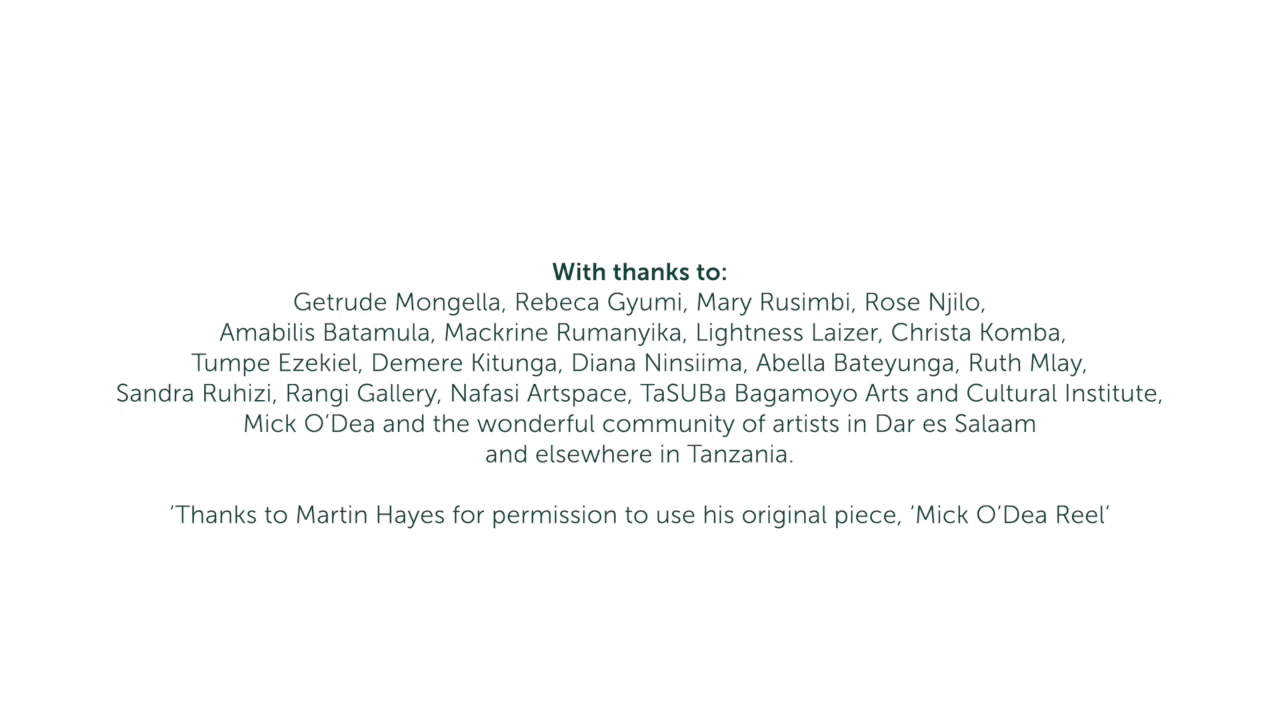 With thanks to:
Getrude Mongella, Rebeca Gyumi, Mary Rusimbi, Rose Njilo,
Amabilis Batamula, Mackrine Rumanyika, Lightness Laizer, Christa Komba,
Tumpe Ezekiel, Demere Kitunga, Diana Ninsiima, Abella Bateyunga, Ruth Mlay,
Sandra Ruhizi, Rangi Gallery, Nafasi Artspace, TaSUBa Bagamoyo Arts and Cultural Institute,
Mick O’Dea and the wonderful community of artists in Dar es Salaam
and elsewhere in Tanzania.
‘Thanks to Martin Hayes for permission to use his original piece, ‘Mick O’Dea Reel’